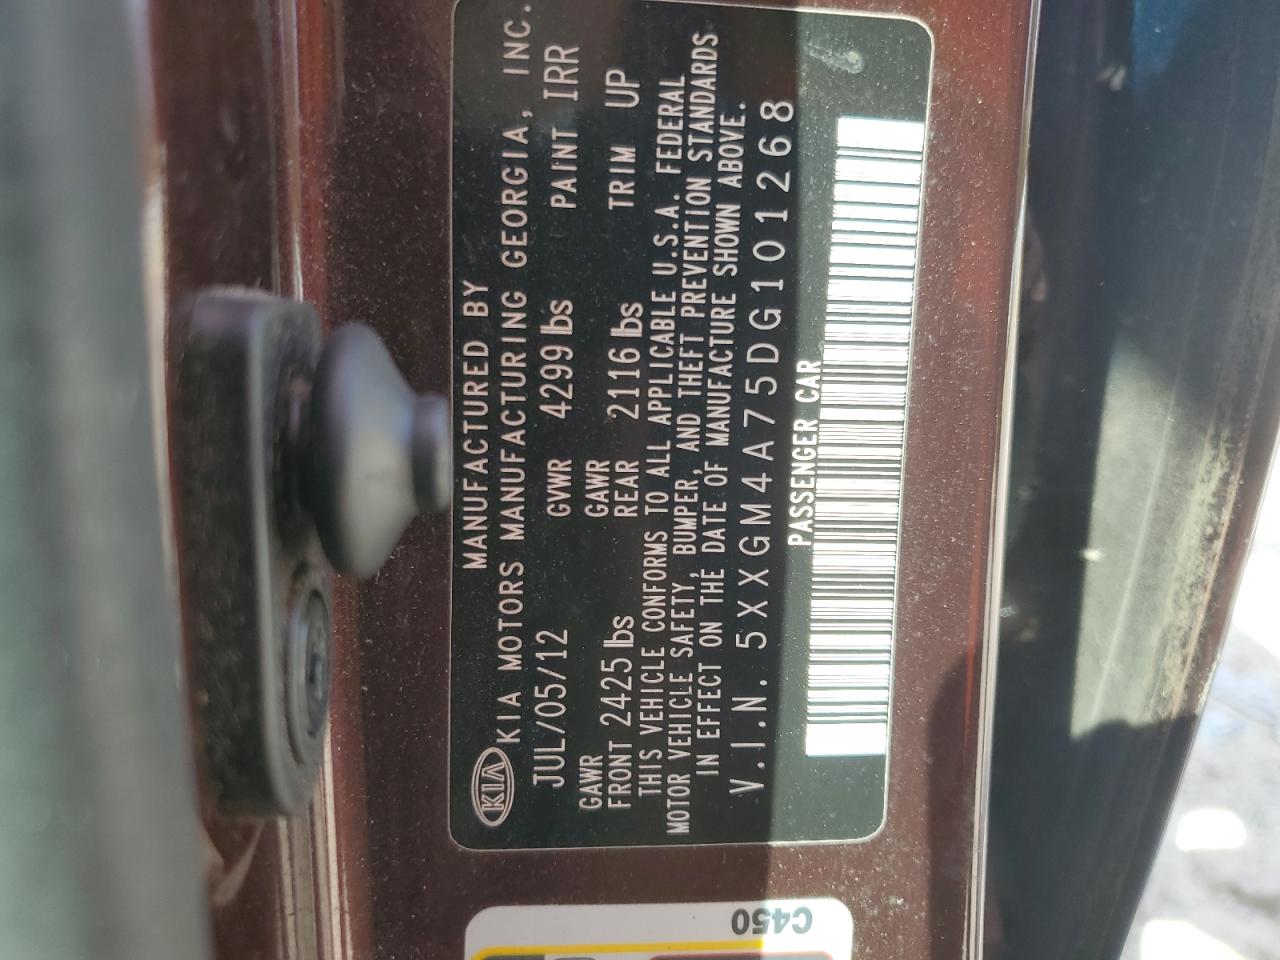 MANUFACTURED BY
KIA KIA MOTORS MANUFACTURING GEORGIA, INC.
JUL/05/12 GVWR 4299 lbs PAINT IRR
GAWR FRONT 2425 lbs GAWR REAR 2116 lbs TRIM UP
THIS VEHICLE CONFORMS TO ALL APPLICABLE U.S.A. FEDERAL
MOTOR VEHICLE SAFETY, BUMPER, AND THEFT PREVENTION STANDARDS
IN EFFECT ON THE DATE OF MANUFACTURE SHOWN ABOVE.
V.I.N. 5XXGM4A75DG101268
PASSENGER CAR
C450